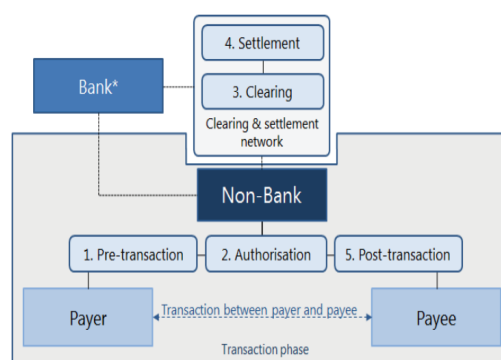 4. Settlement
Bank*
3. Clearing
Clearing & settlement
network
Non-Bank
1. Pre-transaction
2. Authorisation
5. Post-transaction
Payer
Transaction between payer and payee
Payee
Transaction phase